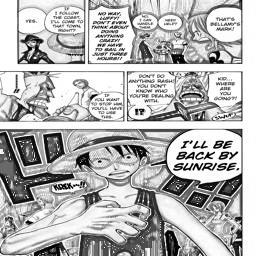 THAT'S
BELLAMY'S
MARK!
NEED
HELP?
I CAN
HANDLE
THEM.
NO WAY,
LUFFY!
DON'T EVEN
THINK ABOUT
DOING
ANYTHING
CRAZY! WE
HAVE TO SAIL
IN JUST
THREE
HOURS!!
I FOLLOW
THE COAST,
I'LL COME
TO THAT
TOWN,
RIGHT?
YES.
KID...
WHERE
ARE YOU
GOING?!
DON'T DO
ANYTHING RASH!
YOU DON'T
KNOW WHO
YOU'RE DEALING
WITH.
!?
IF YOU
WANT TO
STOP HIM,
YOU'LL
HAVE TO
USE THIS.
I'LL BE
BACK BY
SUNRISE.